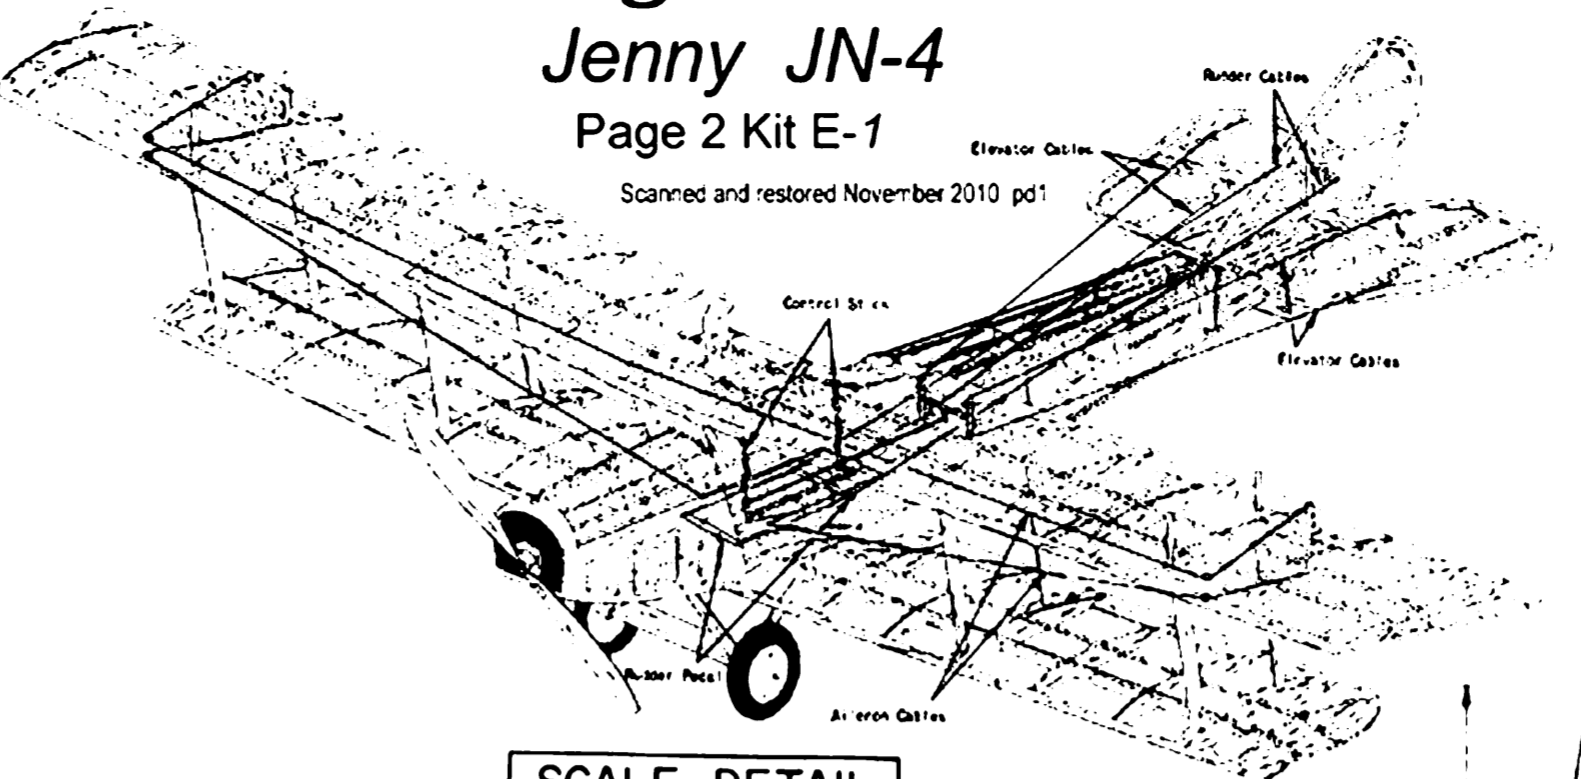 Jenny JN-4
Page 2 Kit E-1
Scanned and restored November 2010 pd1
Rudder Cables
Elevator Cables
Control Stick
Elevator Cables
Rudder Pedal
Aileron Cables
SCALE DETAIL